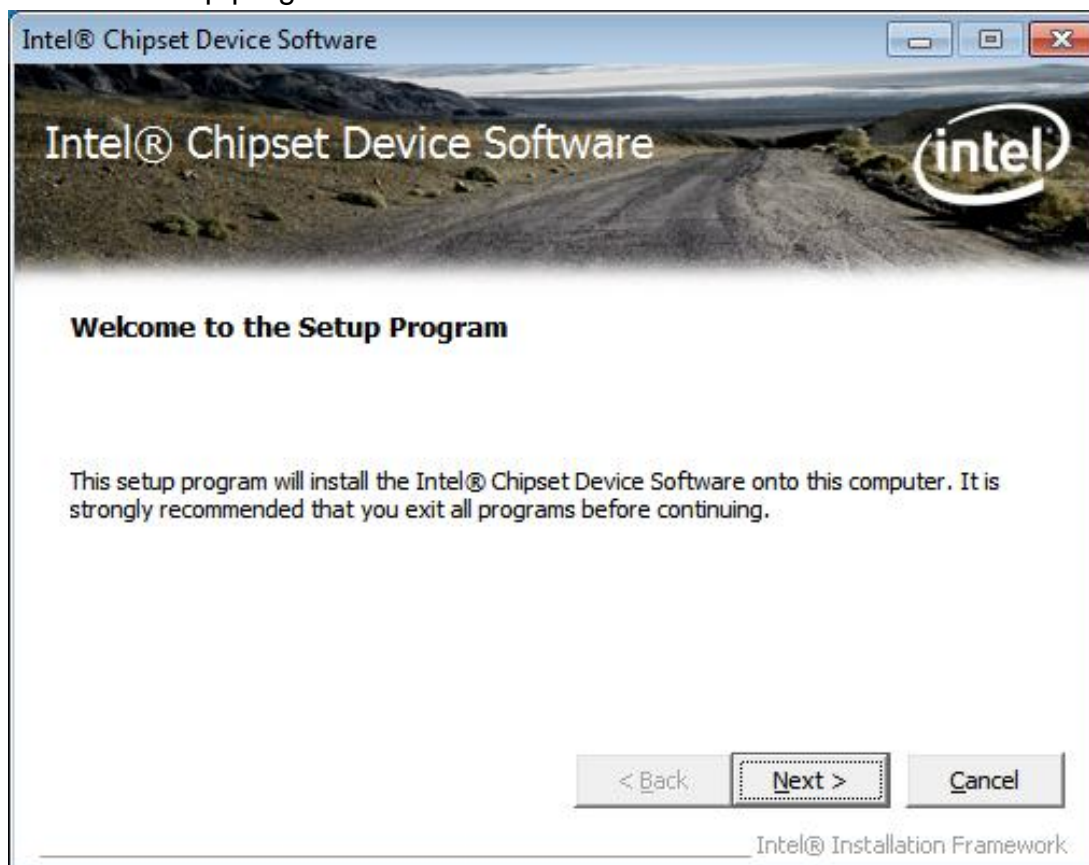 Intel® Chipset Device Software
Intel® Chipset Device Software
intel
Welcome to the Setup Program
This setup program will install the Intel® Chipset Device Software onto this computer. It is
strongly recommended that you exit all programs before continuing.
< Back Next > Cancel
Intel® Installation Framework